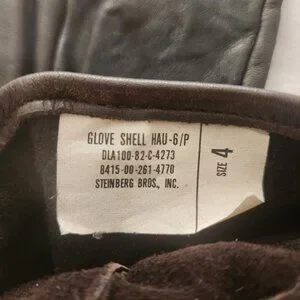 GLOVE SHELL HAU-6/P
DLA100-82-C-4273
8415-00-261-4770
STEINBERG BROS., INC.
SIZE 4